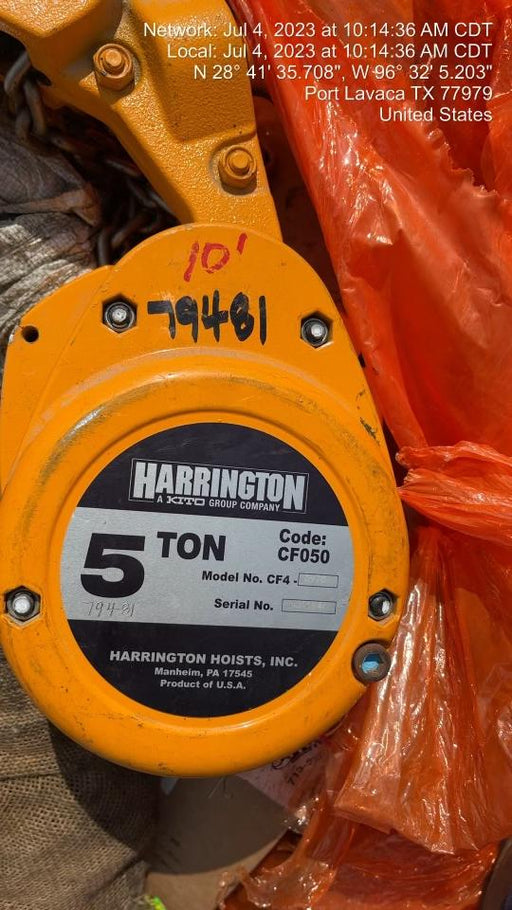 Network: Jul 4, 2023 at 10:14:36 AM CDT
Local: Jul 4, 2023 at 10:14:36 AM CDT
N 28° 41' 35.708", W 96° 32' 5.203"
Port Lavaca TX 77979
United States
10'
79481
HARRINGTON
A KITO GROUP COMPANY
5 TON
Code:
CF050
Model No. CF4 -
79481
Serial No.
HARRINGTON HOISTS, INC.
Manheim, PA 17545
Product of U.S.A.